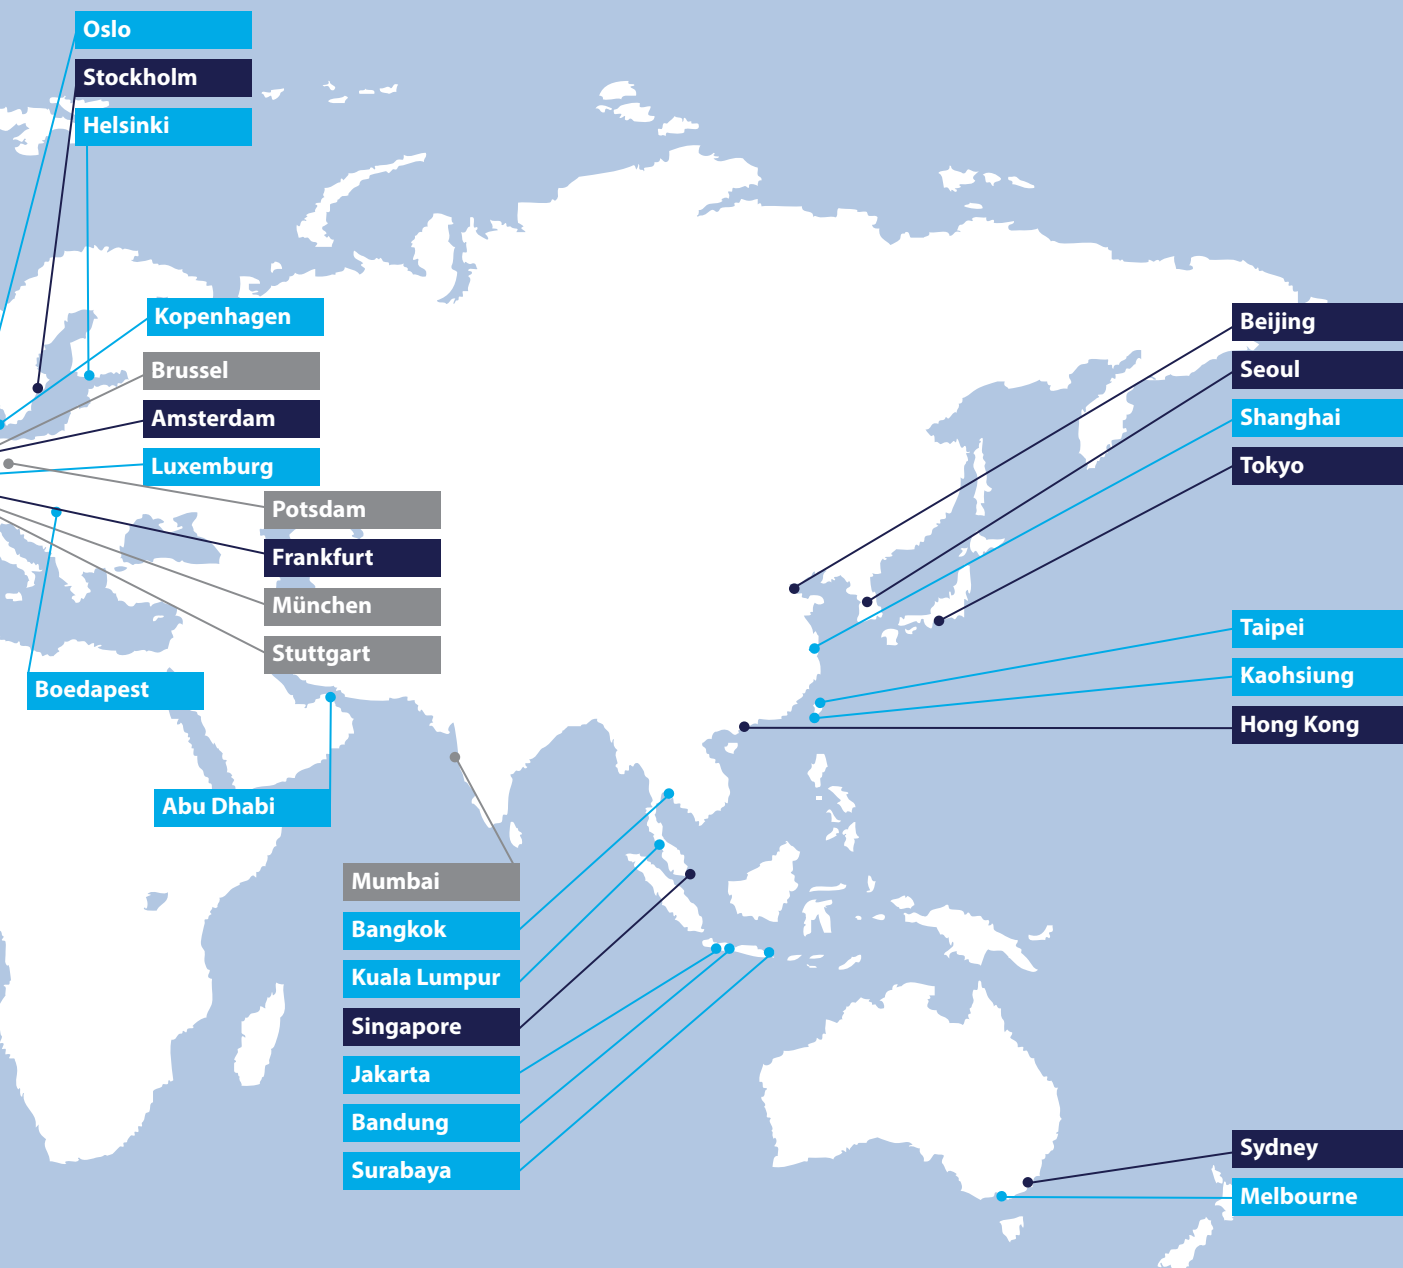 Oslo
Stockholm
Helsinki
Kopenhagen
Brussel
Amsterdam
Luxemburg
Potsdam
Frankfurt
München
Stuttgart
Boedapest
Abu Dhabi
Mumbai
Bangkok
Kuala Lumpur
Singapore
Jakarta
Bandung
Surabaya
Beijing
Seoul
Shanghai
Tokyo
Taipei
Kaohsiung
Hong Kong
Sydney
Melbourne